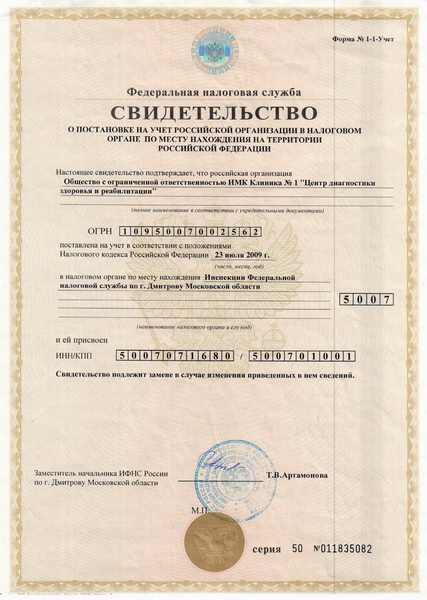 Форма № 1-1-Учет
Федеральная налоговая служба
СВИДЕТЕЛЬСТВО
О ПОСТАНОВКЕ НА УЧЕТ РОССИЙСКОЙ ОРГАНИЗАЦИИ В НАЛОГОВОМ
ОРГАНЕ ПО МЕСТУ НАХОЖДЕНИЯ НА ТЕРРИТОРИИ
РОССИЙСКОЙ ФЕДЕРАЦИИ
Настоящее свидетельство подтверждает, что российская организация
Общество с ограниченной ответственностью ИМК Клиника № 1 "Центр диагностики
здоровья и реабилитации"
(полное наименование в соответствии с учредительными документами)
ОГРН 1095007002562
поставлена на учет в соответствии с положениями
Налогового кодекса Российской Федерации 23 июля 2009 г.
(число, месяц, год)
в налоговом органе по месту нахождения Инспекции Федеральной
налоговой службы по г. Дмитрову Московской области
5007
(наименование налогового органа и его код)
и ей присвоен
ИНН/КПП 5007071680 / 500701001
Свидетельство подлежит замене в случае изменения приведенных в нем сведений.
Заместитель начальника ИФНС России
по г. Дмитрову Московской области
Т.В.Артамонова
М.П.
серия 50 №011835082